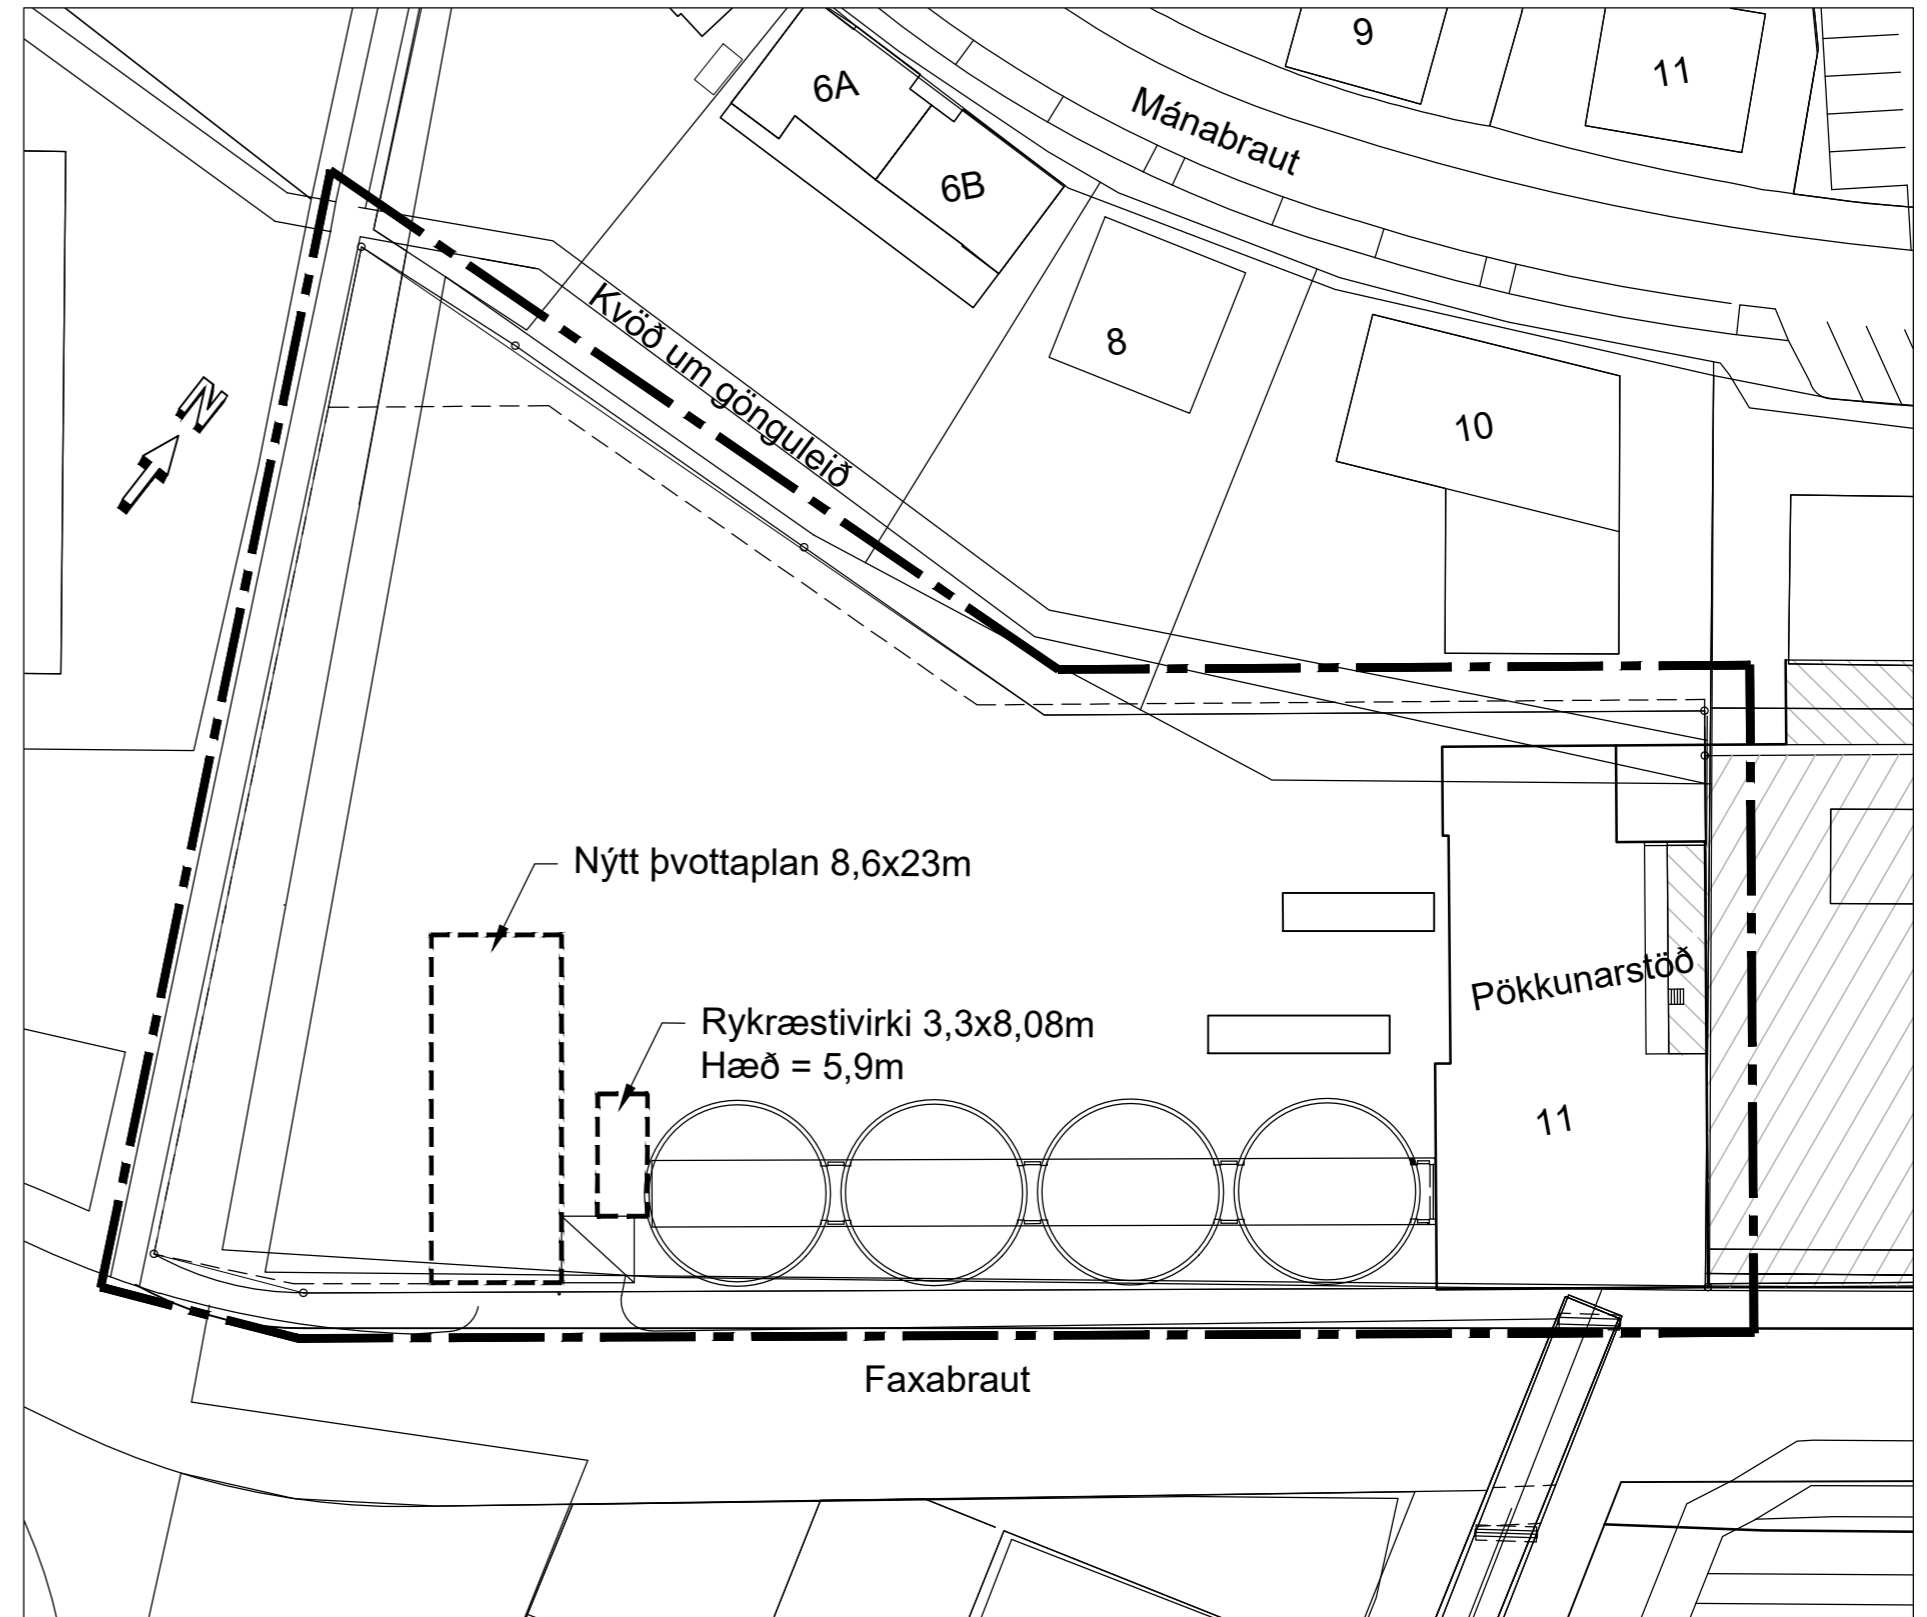 9
11
6A
Mánabraut
6B
Kvöð um gönguleið
8
10
N
Nýtt þvottaplan 8,6x23m
Pökkunarstöð
Rykræstivirki 3,3x8,08m
Hæð = 5,9m
11
Faxabraut